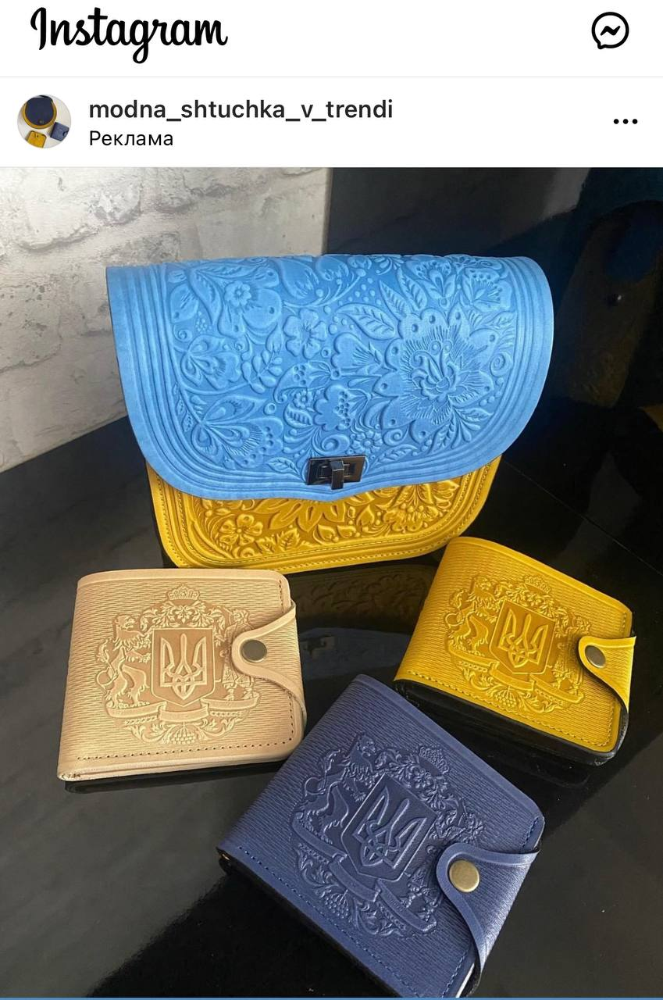 Instagram
modna_shtuchka_v_trendi
Реклама